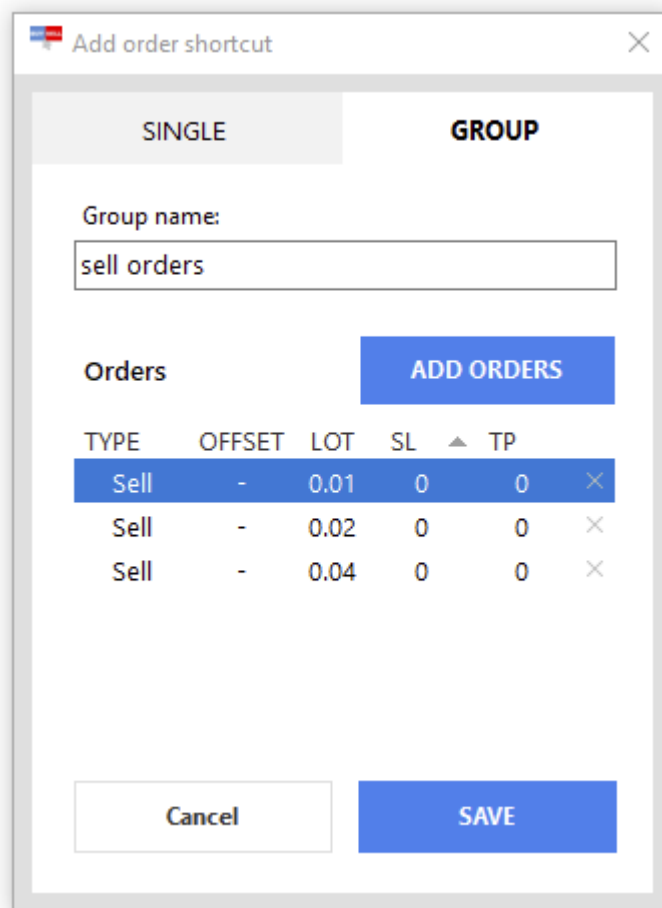 Add order shortcut
SINGLE GROUP
Group name:
sell orders
Orders ADD ORDERS
TYPE OFFSET LOT SL TP
Sell - 0.01 0 0
Sell - 0.02 0 0
Sell - 0.04 0 0
Cancel SAVE